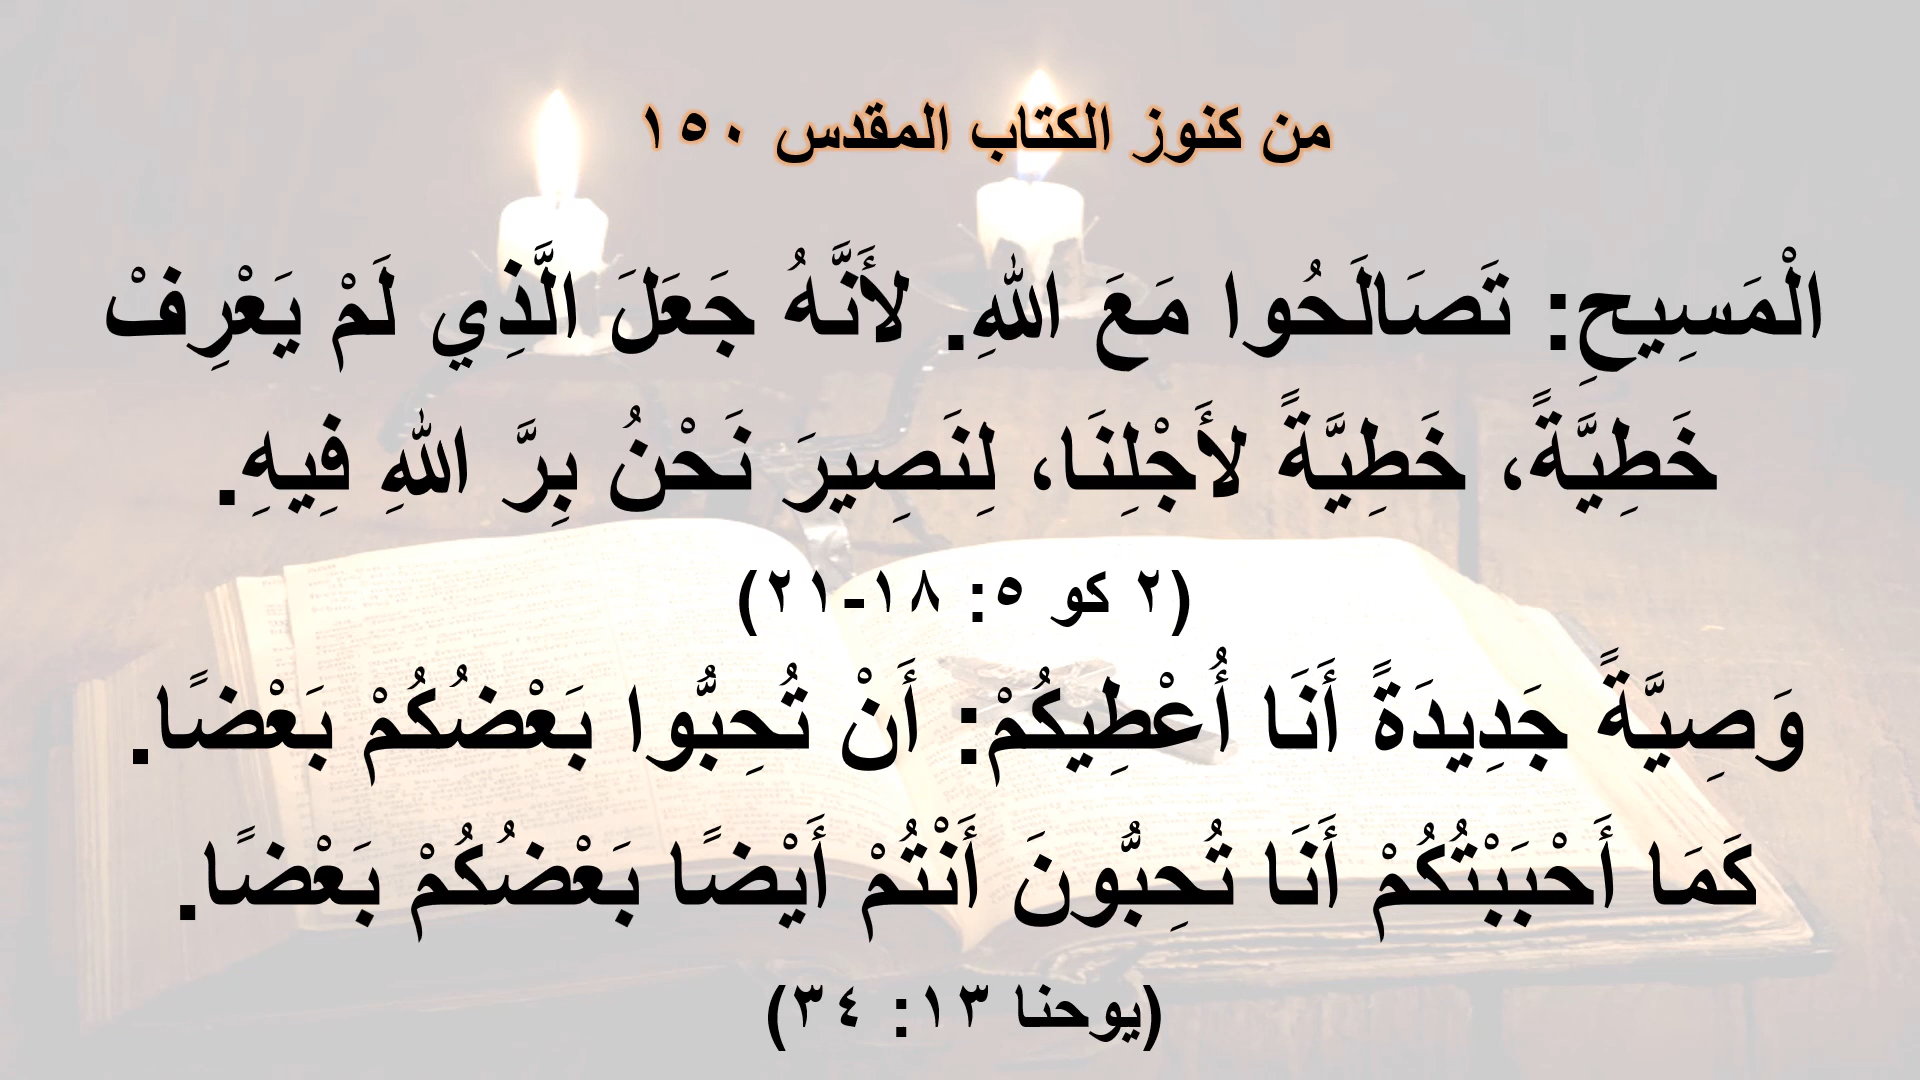 من كنوز الكتاب المقدس ١٥٠
الْمَسِيحِ: تَصَالَحُوا مَعَ اللهِ. لأَنَّهُ جَعَلَ الَّذِي لَمْ يَعْرِفْ
خَطِيَّةً، خَطِيَّةً لأَجْلِنَا، لِنَصِيرَ نَحْنُ بِرَّ اللهِ فِيهِ.
(٢ كو ٥: ١٨-٢١)
وَصِيَّةً جَدِيدَةً أَنَا أُعْطِيكُمْ: أَنْ تُحِبُّوا بَعْضُكُمْ بَعْضًا.
كَمَا أَحْبَبْتُكُمْ أَنَا تُحِبُّونَ أَنْتُمْ أَيْضًا بَعْضُكُمْ بَعْضًا.
(يوحنا ١٣: ٣٤)